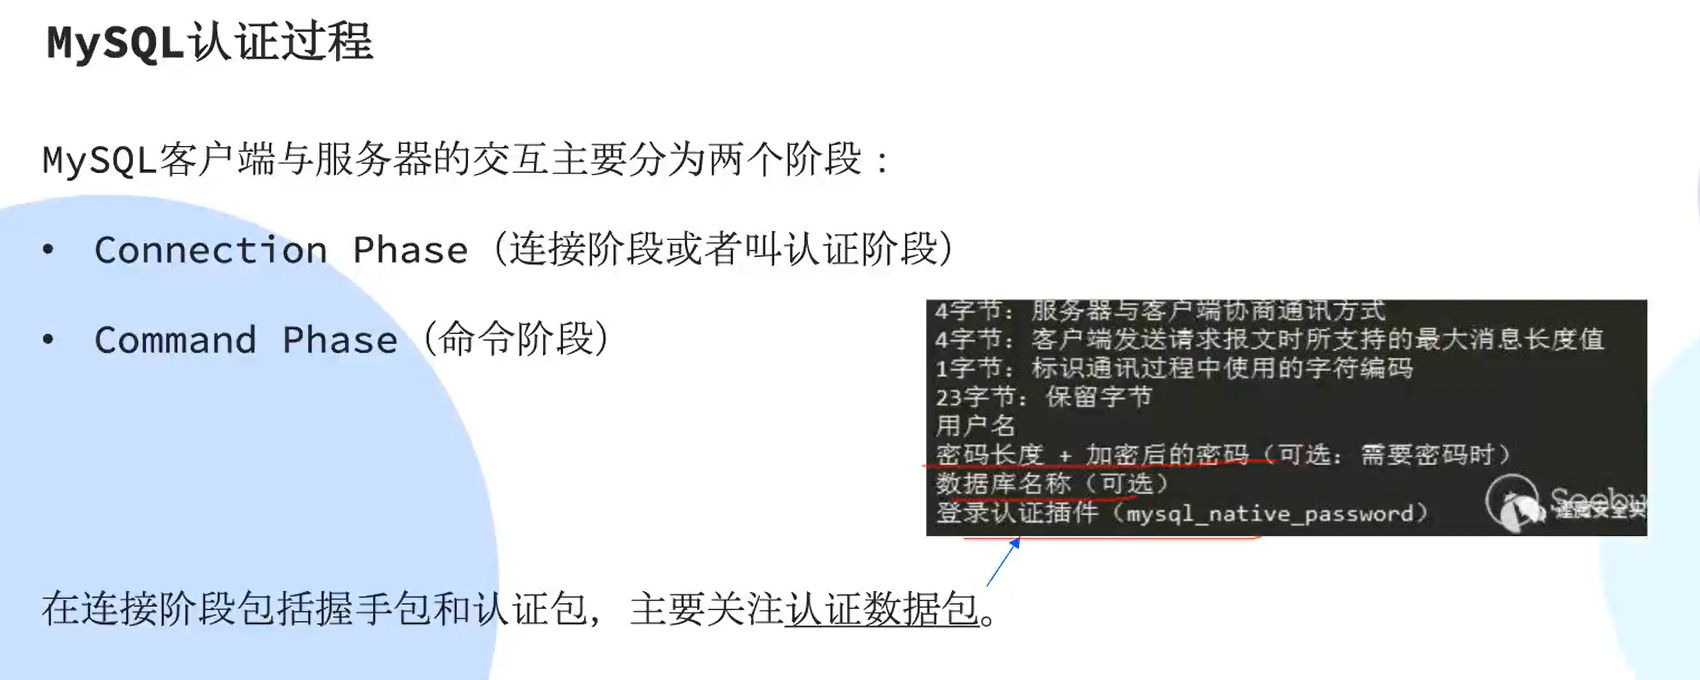 MySQL认证过程
MySQL客户端与服务器的交互主要分为两个阶段：
• Connection Phase（连接阶段或者叫认证阶段）
• Command Phase（命令阶段）
4字节: 服务器与客户端协商通讯方式
4字节: 客户端发送请求报文时所支持的最大消息长度值
1字节: 标识通讯过程中使用的字符编码
23字节: 保留字节
用户名
密码长度 + 加密后的密码（可选: 需要密码时）
数据库名称（可选）
登录认证插件（mysql_native_password）
在连接阶段包括握手包和认证包，主要关注认证数据包。